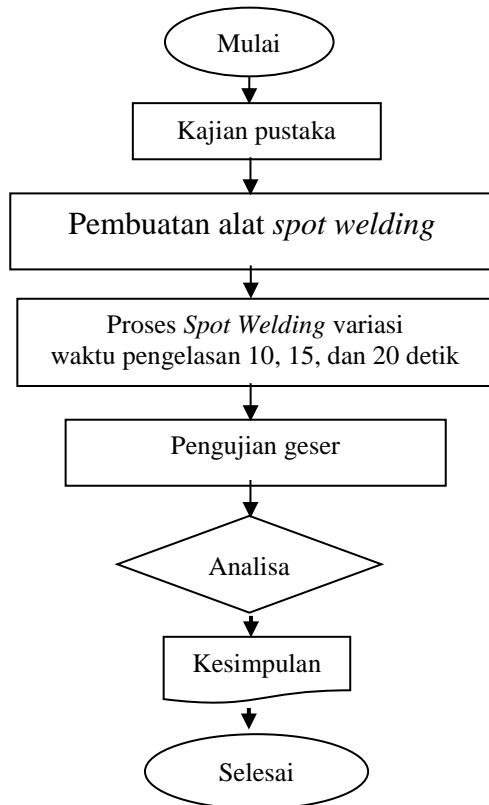 Mulai
Kajian pustaka
Pembuatan alat spot welding
Proses Spot Welding variasi
waktu pengelasan 10, 15, dan 20 detik
Pengujian geser
Analisa
Kesimpulan
Selesai